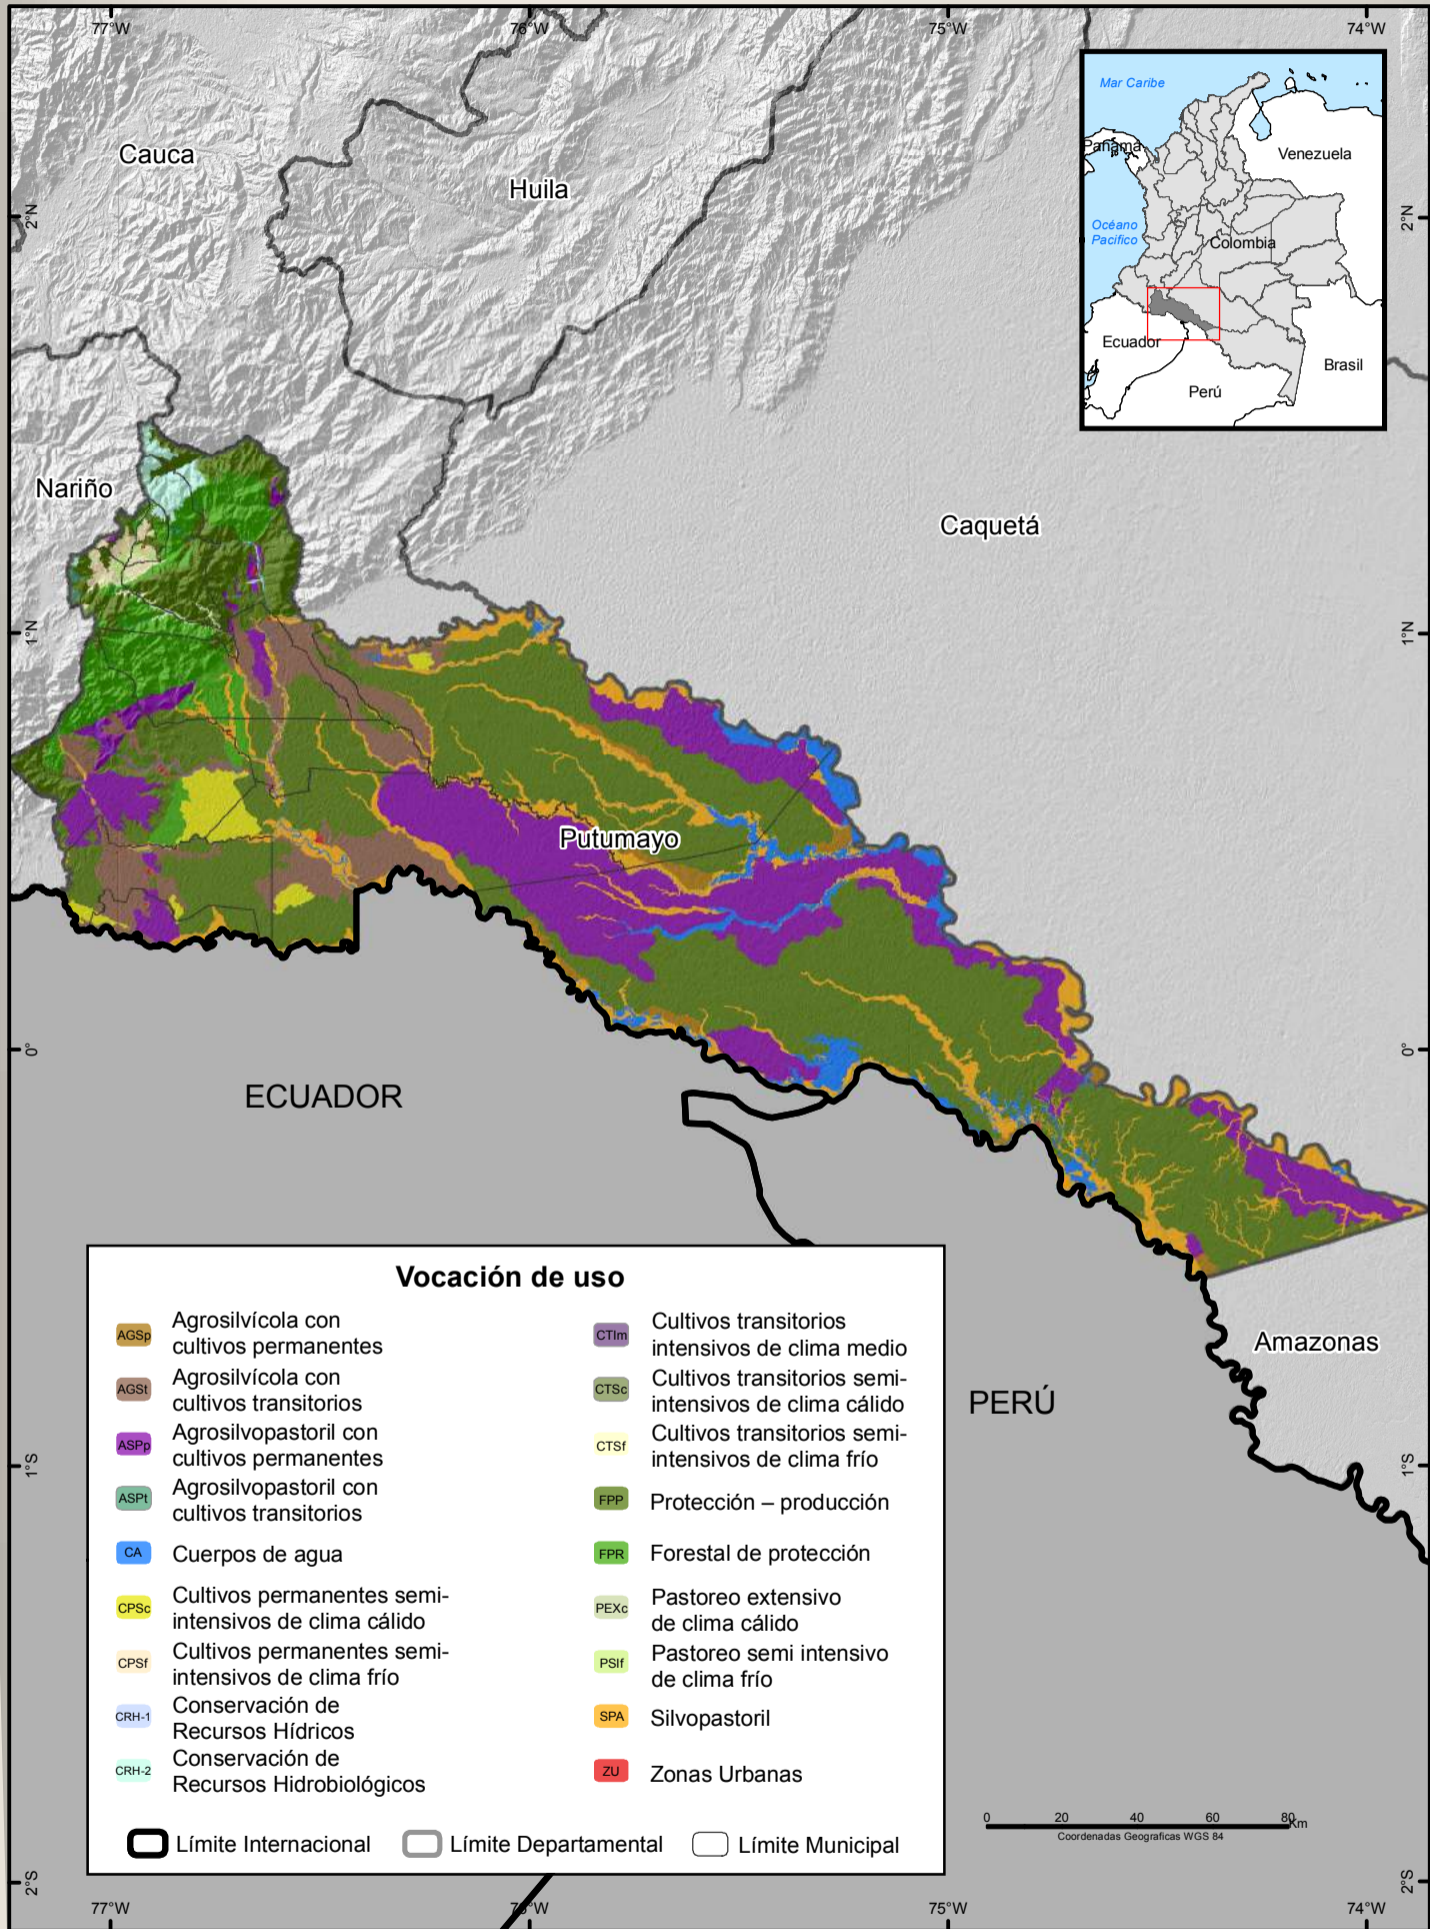 77°W
76°W
75°W
74°W
Mar Caribe
Panamá
Venezuela
Océano
Pacifico
Colombia
Ecuador
Brasil
Perú
Cauca
Huila
2°N
2°N
Nariño
Caquetá
1°N
1°N
Putumayo
0°
0°
ECUADOR
Vocación de uso
AGSp
Agrosilvícola con
cultivos permanentes
AGSt
Agrosilvícola con
cultivos transitorios
ASPp
Agrosilvopastoril con
cultivos permanentes
ASPt
Agrosilvopastoril con
cultivos transitorios
CA
Cuerpos de agua
CPSc
Cultivos permanentes semi-
intensivos de clima cálido
CPSf
Cultivos permanentes semi-
intensivos de clima frío
CRH-1
Conservación de
Recursos Hídricos
CRH-2
Conservación de
Recursos Hidrobiológicos
CTIm
Cultivos transitorios
intensivos de clima medio
CTSc
Cultivos transitorios semi-
intensivos de clima cálido
CTSf
Cultivos transitorios semi-
intensivos de clima frío
FPP
Protección – producción
FPR
Forestal de protección
PEXc
Pastoreo extensivo
de clima cálido
PSIf
Pastoreo semi intensivo
de clima frío
SPA
Silvopastoril
ZU
Zonas Urbanas
Límite Internacional
Límite Departamental
Límite Municipal
Amazonas
PERÚ
1°S
1°S
0 20 40 60 80
Km
Coordenadas Geograficas WGS 84
2°S
2°S
77°W
76°W
75°W
74°W